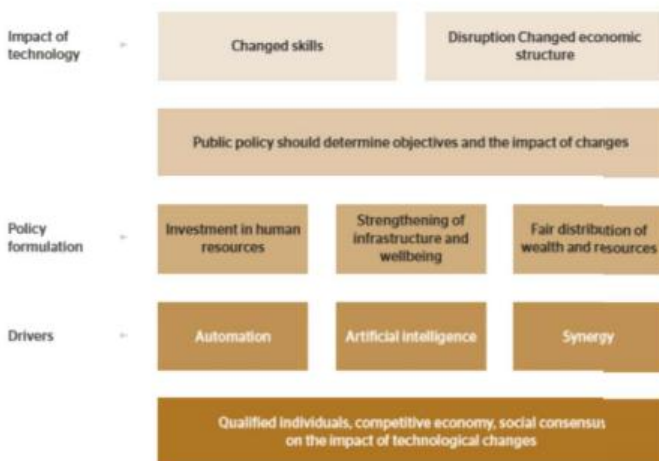 Impact of
technology
Changed skills
Disruption Changed economic
structure
Public policy should determine objectives and the impact of changes
Policy
formulation
Investment in human
resources
Strengthening of
infrastructure and
wellbeing
Fair distribution of
wealth and resources
Drivers
Automation
Artificial intelligence
Synergy
Qualified individuals, competitive economy, social consensus
on the impact of technological changes